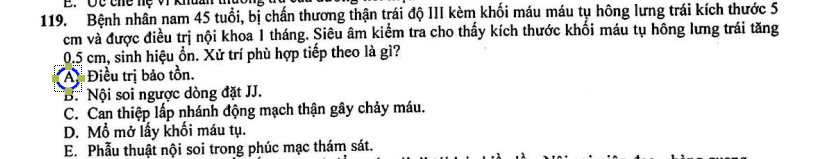 119. Bệnh nhân nam 45 tuổi, bị chấn thương thận trái độ III kèm khối máu máu tụ hông lưng trái kích thước 5
cm và được điều trị nội khoa 1 tháng. Siêu âm kiểm tra cho thấy kích thước khối máu tụ hông lưng trái tăng
0.5 cm, sinh hiệu ổn. Xử trí phù hợp tiếp theo là gì?
A. Điều trị bảo tồn.
B. Nội soi ngược dòng đặt JJ.
C. Can thiệp lấp nhánh động mạch thận gây chảy máu.
D. Mổ mở lấy khối máu tụ.
E. Phẫu thuật nội soi trong phúc mạc thám sát.